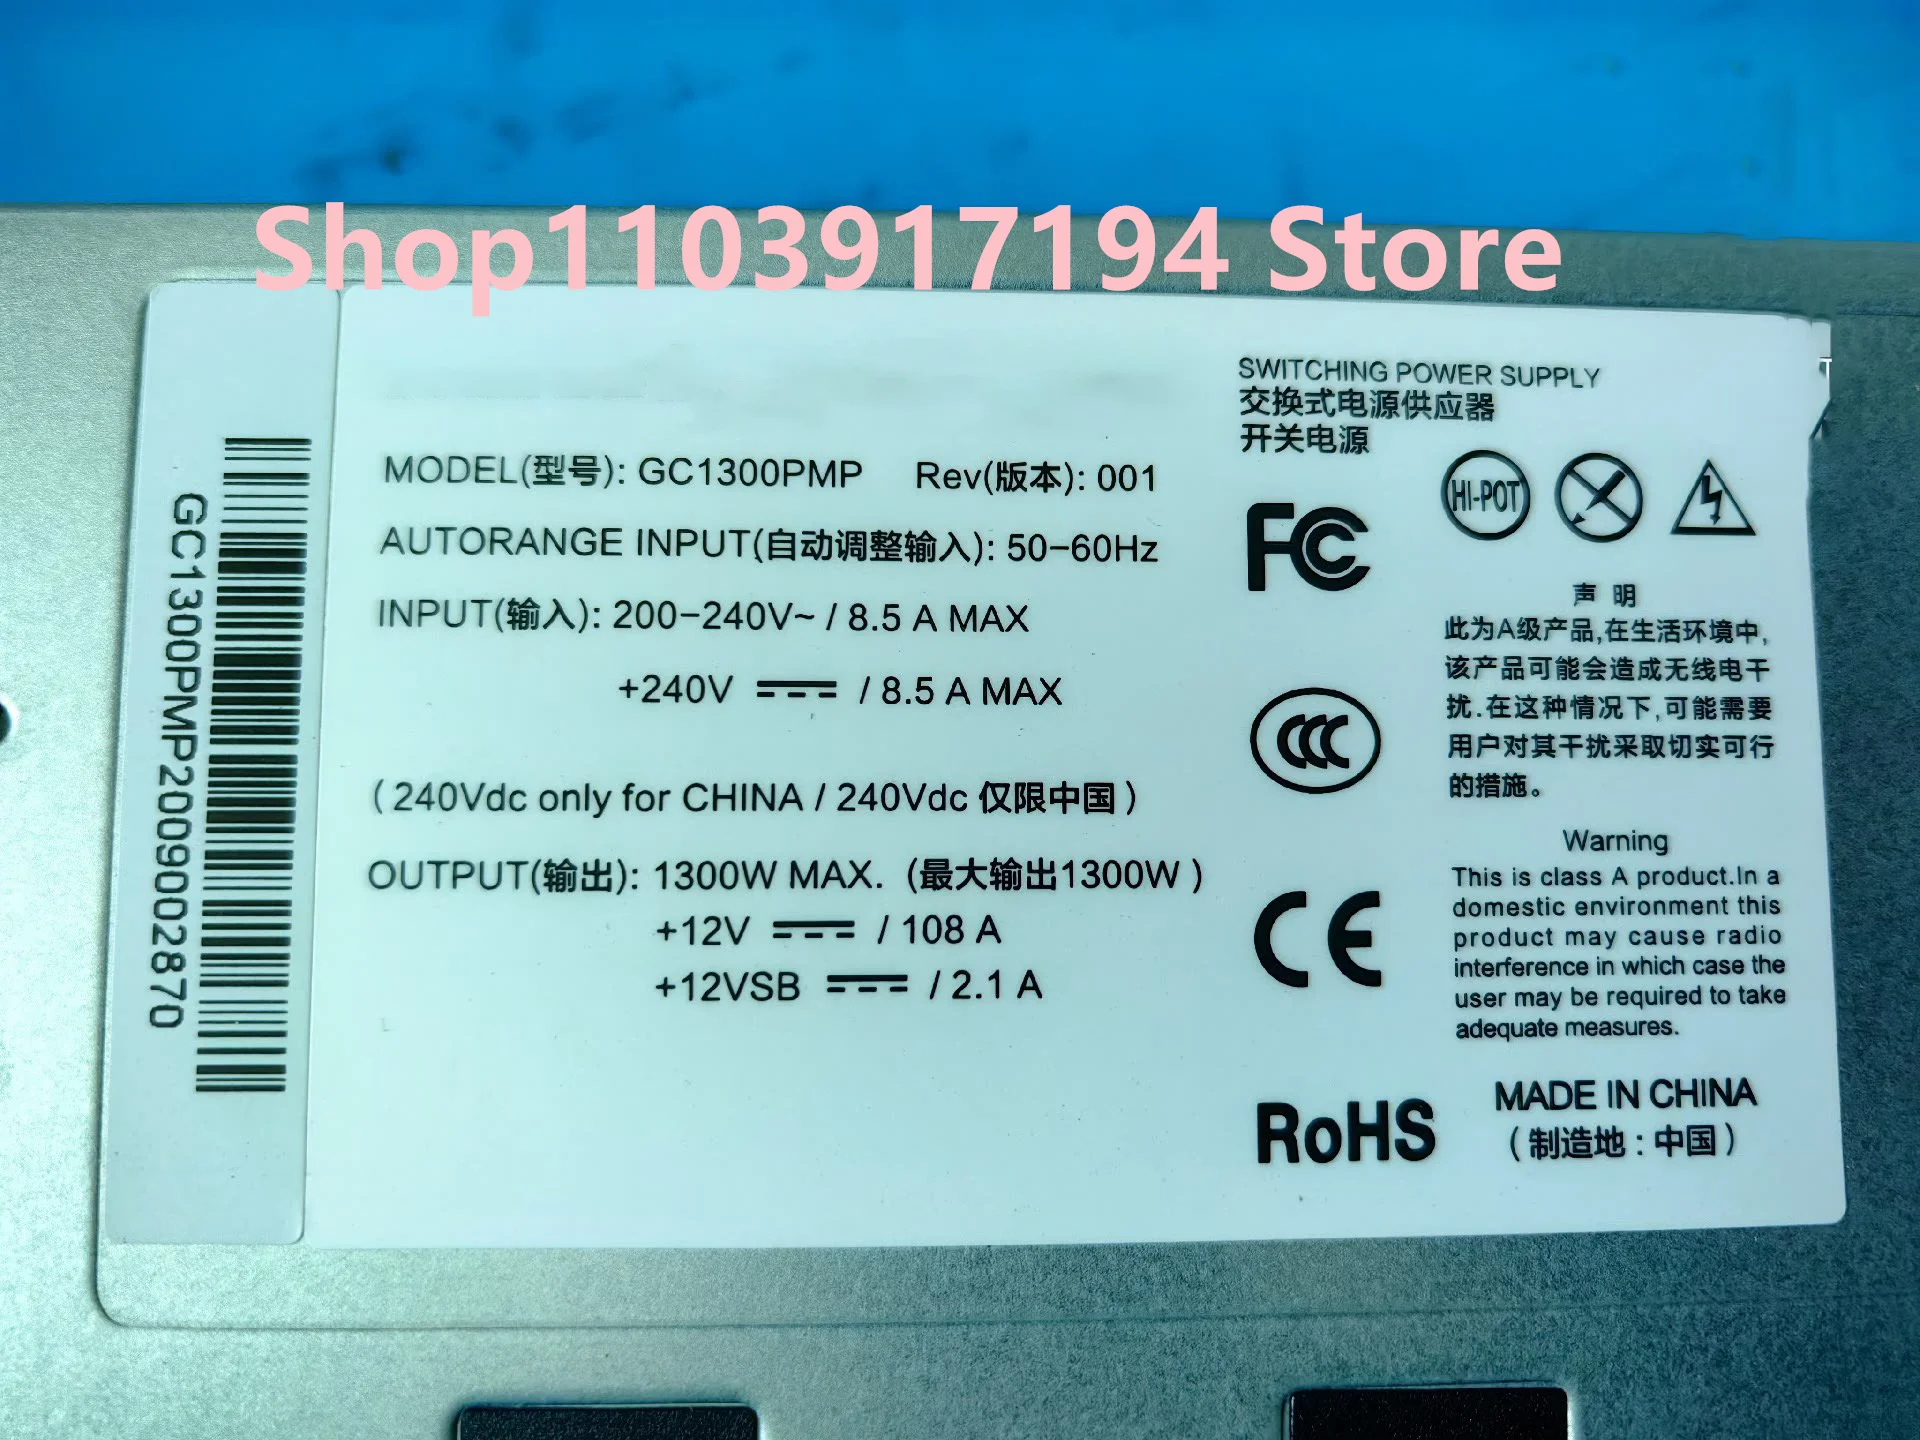 Shop1103917194 Store
GC1300PMP2009002870
MODEL(型号): GC1300PMP Rev(版本): 001
AUTORANGE INPUT(自动调整输入): 50-60Hz
INPUT(输入): 200-240V~ / 8.5 A MAX
+240V / 8.5 A MAX
(240Vdc only for CHINA / 240Vdc 仅限中国)
OUTPUT(输出): 1300W MAX. (最大输出1300W)
+12V / 108 A
+12VSB / 2.1 A
SWITCHING POWER SUPPLY
交换式电源供应器
开关电源
FC
HI-POT
CCC
CE
RoHS
声 明
此为A级产品,在生活环境中,
该产品可能会造成无线电干
扰.在这种情况下,可能需要
用户对其干扰采取切实可行
的措施。
Warning
This is class A product.In a
domestic environment this
product may cause radio
interference in which case the
user may be required to take
adequate measures.
MADE IN CHINA
(制造地:中国)